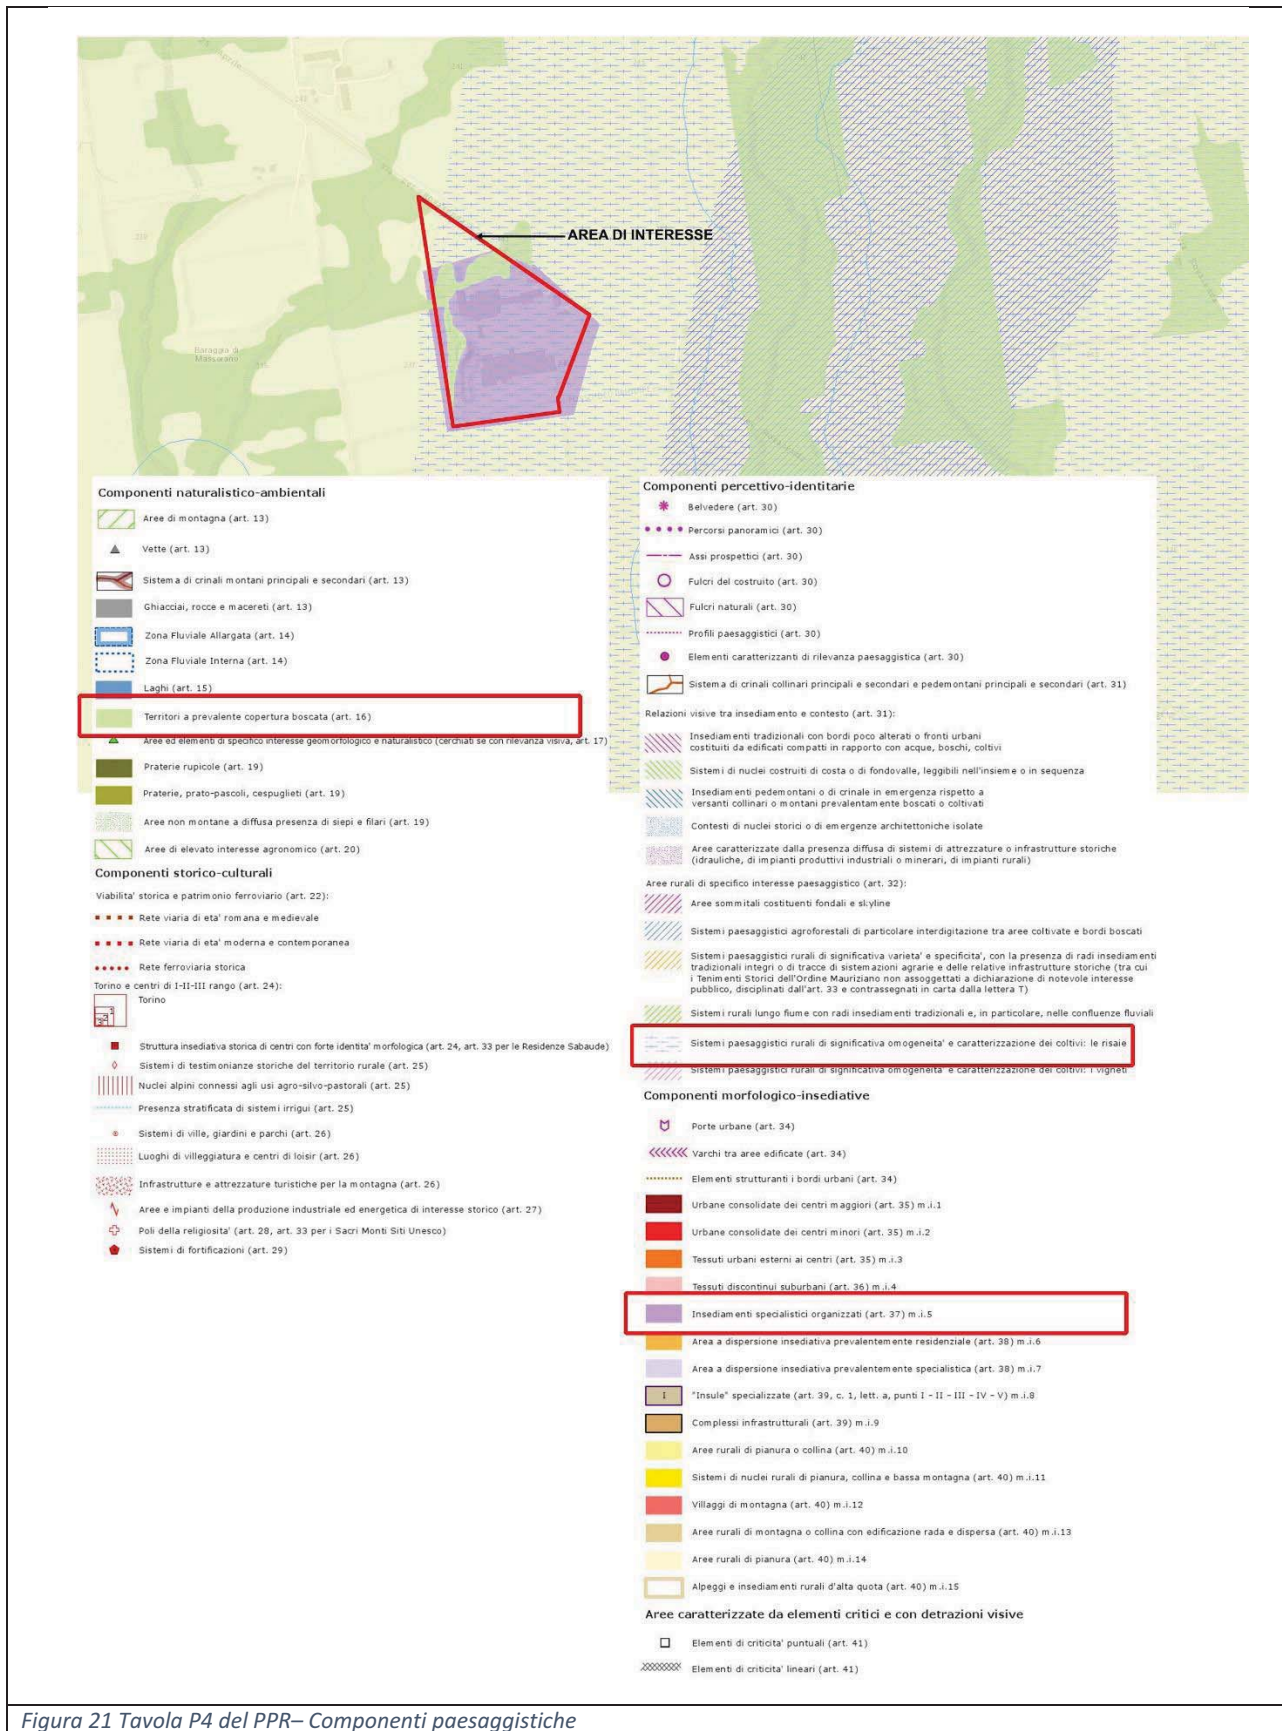 AREA DI INTERESSE
Baraggia di
Massarano
Componenti naturalistico-ambientali
Aree di montagna (art. 13)
Vette (art. 13)
Sistema di crinali montani principali e secondari (art. 13)
Ghiacciai, rocce e macereti (art. 13)
Zona Fluviale Allargata (art. 14)
Zona Fluviale Interna (art. 14)
Laghi (art. 15)
Territori a prevalente copertura boscata (art. 16)
Aree ed elementi di specifico interesse geomorfologico e naturalistico (cerchiati se con rilevanza visiva, art. 17)
Praterie rupicole (art. 19)
Praterie, prato-pascoli, cespuglieti (art. 19)
Aree non montane a diffusa presenza di siepi e filari (art. 19)
Aree di elevato interesse agronomico (art. 20)
Componenti storico-culturali
Viabilita' storica e patrimonio ferroviario (art. 22):
Rete viaria di eta' romana e medievale
Rete viaria di eta' moderna e contemporanea
Rete ferroviaria storica
Torino e centri di I-II-III rango (art. 24):
Torino
Struttura insediativa storica di centri con forte identita' morfologica (art. 24, art. 33 per le Residenze Sabaude)
Sistemi di testimonianze storiche del territorio rurale (art. 25)
Nuclei alpini connessi agli usi agro-silvo-pastorali (art. 25)
Presenza stratificata di sistemi irrigui (art. 25)
Sistemi di ville, giardini e parchi (art. 26)
Luoghi di villeggiatura e centri di loisir (art. 26)
Infrastrutture e attrezzature turistiche per la montagna (art. 26)
Aree e impianti della produzione industriale ed energetica di interesse storico (art. 27)
Poli della religiosita' (art. 28, art. 33 per i Sacri Monti Siti Unesco)
Sistemi di fortificazioni (art. 29)
Componenti percettivo-identitarie
Belvedere (art. 30)
Percorsi panoramici (art. 30)
Assi prospettici (art. 30)
Fulcri del costruito (art. 30)
Fulcri naturali (art. 30)
Profili paesaggistici (art. 30)
Elementi caratterizzanti di rilevanza paesaggistica (art. 30)
Sistema di crinali collinari principali e secondari e pedemontani principali e secondari (art. 31)
Relazioni visive tra insediamento e contesto (art. 31):
Insediamenti tradizionali con bordi poco alterati o fronti urbani
costituiti da edificati compatti in rapporto con acque, boschi, coltivi
Sistemi di nuclei costruiti di costa o di fondovalle, leggibili nell'insieme o in sequenza
Insediamenti pedemontani o di crinale in emergenza rispetto a
versanti collinari o montani prevalentemente boscati o coltivati
Contesti di nuclei storici o di emergenze architettoniche isolate
Aree caratterizzate dalla presenza diffusa di sistemi di attrezzature o infrastrutture storiche
(idrauliche, di impianti produttivi industriali o minerari, di impianti rurali)
Aree rurali di specifico interesse paesaggistico (art. 32):
Aree sommitali costituenti fondali e skyline
Sistemi paesaggistici agroforestali di particolare interdigitazione tra aree coltivate e bordi boscati
Sistemi paesaggistici rurali di significativa varieta' e specificita', con la presenza di radi insediamenti
tradizionali integri o di tracce di sistemazioni agrarie e delle relative infrastrutture storiche (tra cui
i Tenimenti Storici dell'Ordine Mauriziano non assoggettati a dichiarazione di notevole interesse
pubblico, disciplinati dall'art. 33 e contrassegnati in carta dalla lettera T)
Sistemi rurali lungo fiume con radi insediamenti tradizionali e, in particolare, nelle confluenze fluviali
Sistemi paesaggistici rurali di significativa omogeneita' e caratterizzazione dei coltivi: le risaie
Sistemi paesaggistici rurali di significativa omogeneita' e caratterizzazione dei coltivi: i vigneti
Componenti morfologico-insediative
Porte urbane (art. 34)
Varchi tra aree edificate (art. 34)
Elementi strutturanti i bordi urbani (art. 34)
Urbane consolidate dei centri maggiori (art. 35) m.i.1
Urbane consolidate dei centri minori (art. 35) m.i.2
Tessuti urbani esterni ai centri (art. 35) m.i.3
Tessuti discontinui suburbani (art. 36) m.i.4
Insediamenti specialistici organizzati (art. 37) m.i.5
Area a dispersione insediativa prevalentemente residenziale (art. 38) m.i.6
Area a dispersione insediativa prevalentemente specialistica (art. 38) m.i.7
I "Insule" specializzate (art. 39, c. 1, lett. a, punti I - II - III - IV - V) m.i.8
Complessi infrastrutturali (art. 39) m.i.9
Aree rurali di pianura o collina (art. 40) m.i.10
Sistemi di nuclei rurali di pianura, collina e bassa montagna (art. 40) m.i.11
Villaggi di montagna (art. 40) m.i.12
Aree rurali di montagna o collina con edificazione rada e dispersa (art. 40) m.i.13
Aree rurali di pianura (art. 40) m.i.14
Alpeggi e insediamenti rurali d'alta quota (art. 40) m.i.15
Aree caratterizzate da elementi critici e con detrazioni visive
Elementi di criticita' puntuali (art. 41)
Elementi di criticita' lineari (art. 41)
Figura 21 Tavola P4 del PPR– Componenti paesaggistiche